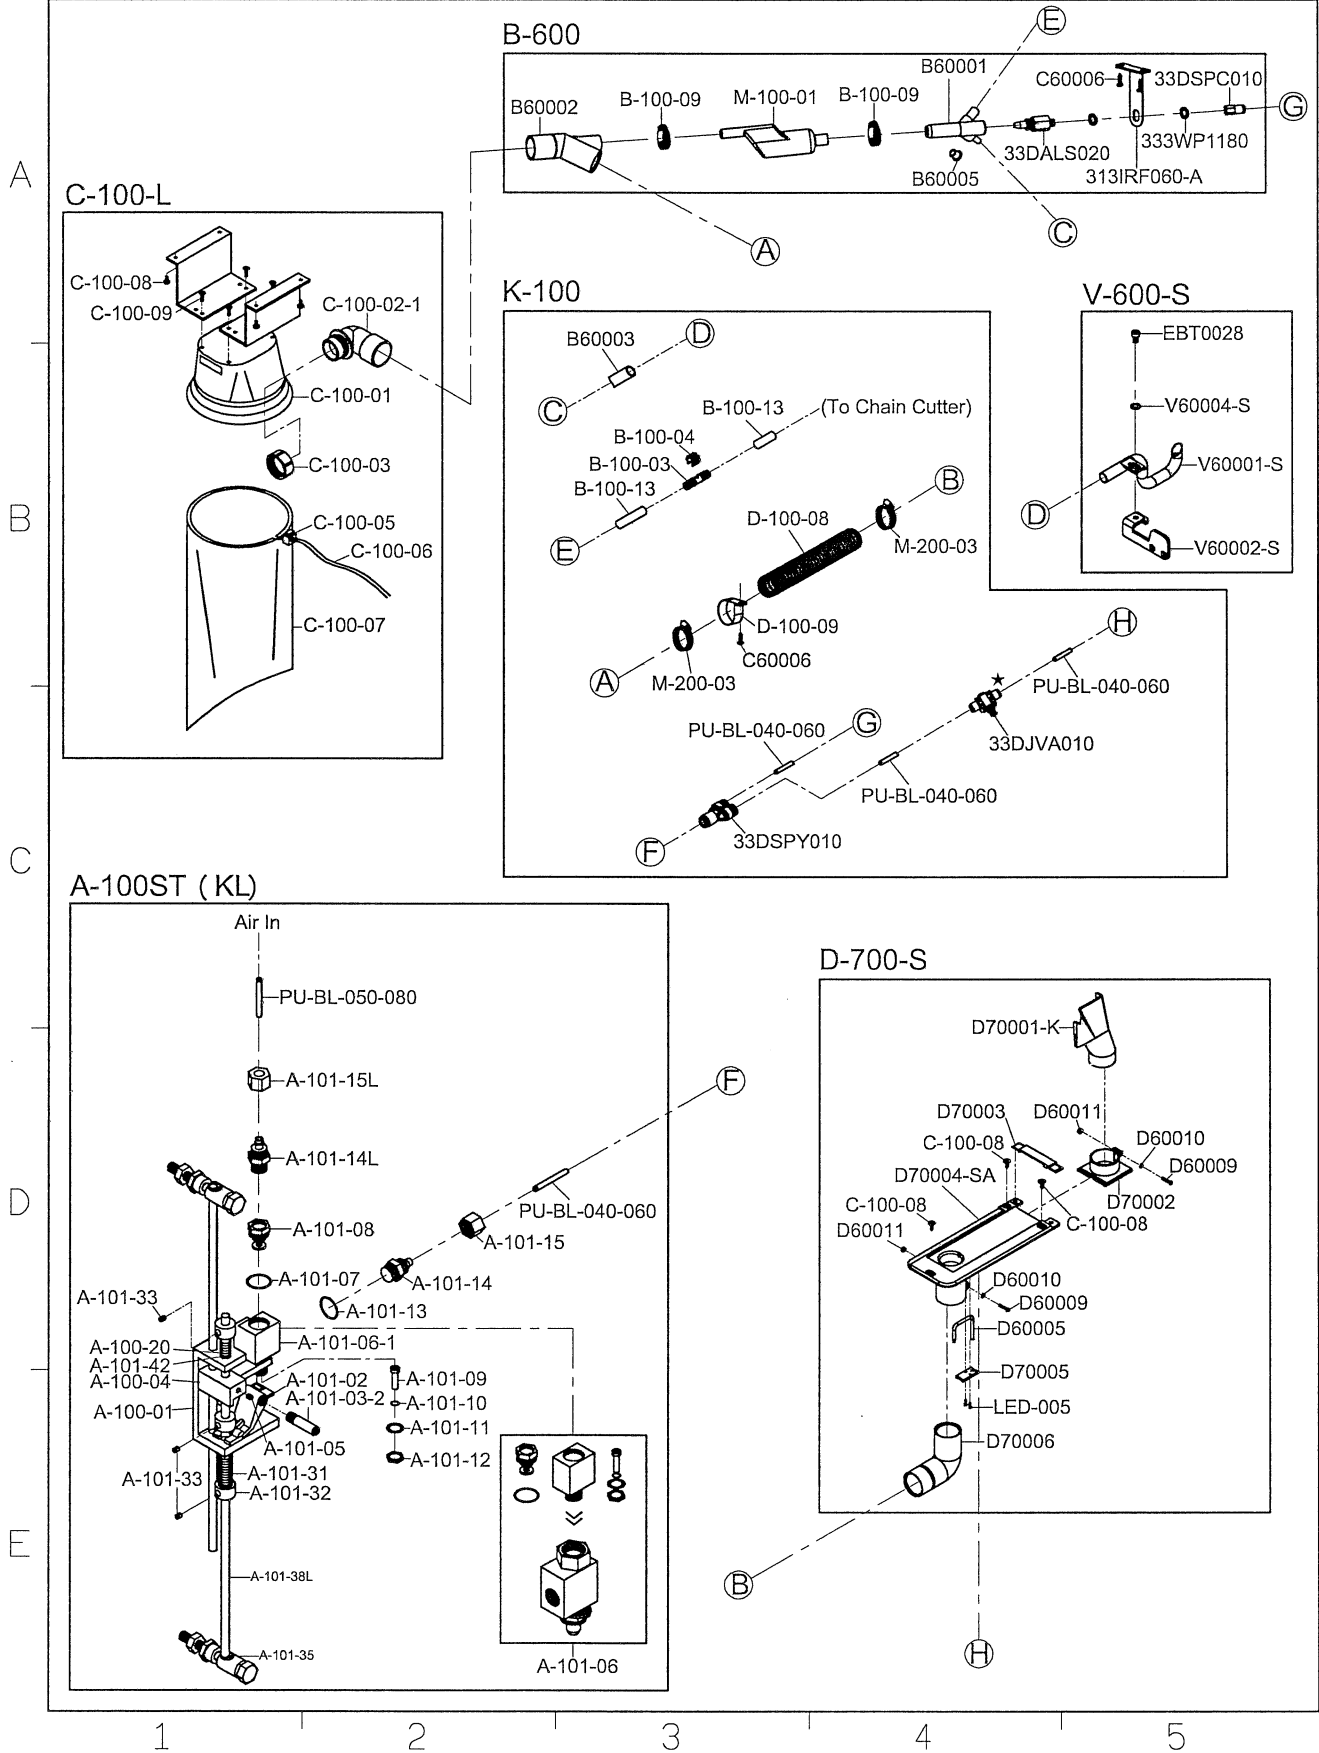 B-600
B60002
B-100-09
M-100-01
B-100-09
B60001
C60006
33DSPC010
E
G
333WP1180
33DALS020
B60005
313IRF060-A
A
C
A
C-100-L
C-100-08
C-100-09
C-100-02-1
C-100-01
C-100-03
C-100-05
C-100-06
C-100-07
K-100
B60003
D
C
B-100-13
(To Chain Cutter)
B-100-04
B-100-03
B-100-13
E
B
D-100-08
M-200-03
D-100-09
C60006
M-200-03
A
H
PU-BL-040-060
★
33DJVA010
PU-BL-040-060
G
PU-BL-040-060
33DSPY010
F
V-600-S
EBT0028
V60004-S
V60001-S
D
V60002-S
B
C
A-100ST ( KL)
Air In
PU-BL-050-080
A-101-15L
A-101-14L
A-101-08
A-101-07
F
PU-BL-040-060
A-101-15
A-101-14
A-101-13
A-101-33
A-101-06-1
A-100-20
A-101-42
A-100-04
A-100-01
A-101-02
A-101-03-2
A-101-09
A-101-10
A-101-11
A-101-12
A-101-05
A-101-33
A-101-31
A-101-32
A-101-38L
A-101-35
A-101-06
D-700-S
D70001-K
D70003
D60011
C-100-08
D60010
D60009
D70004-SA
D70002
C-100-08
C-100-08
D60011
D60010
D60009
D60005
D70005
LED-005
D70006
B
H
D
E
1
2
3
4
5